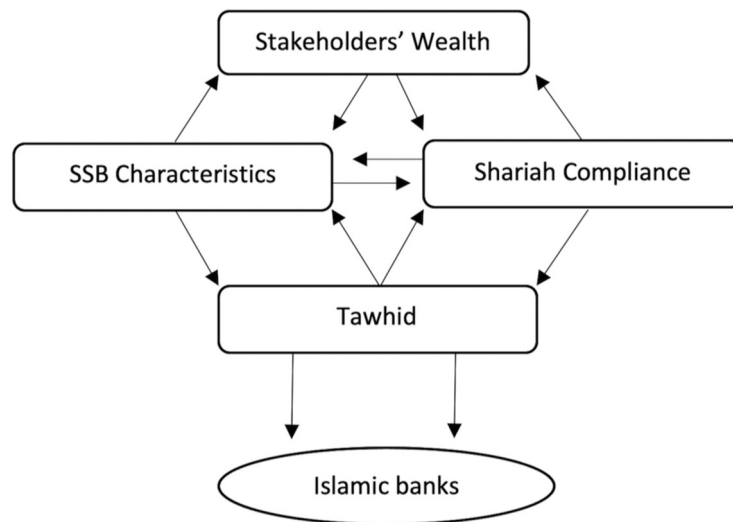 Stakeholders’ Wealth
SSB Characteristics
Shariah Compliance
Tawhid
Islamic banks